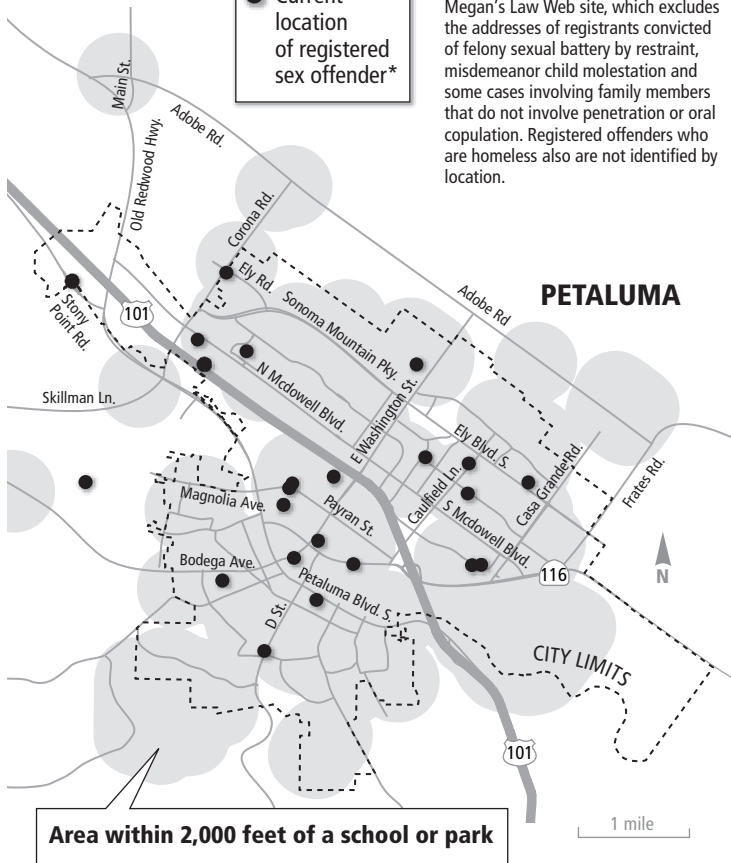 Current
location
of registered
sex offender*
Megan's Law Web site, which excludes
the addresses of registrants convicted
of felony sexual battery by restraint,
misdemeanor child molestation and
some cases involving family members
that do not involve penetration or oral
copulation. Registered offenders who
are homeless also are not identified by
location.
Main St.
Adobe Rd.
Old Redwood Hwy.
Corona Rd.
Ely Rd.
Sonoma Mountain Pky.
Adobe Rd
PETALUMA
Stony
Point Rd.
101
Skillman Ln.
N Mcdowell Blvd.
E Washington St.
Ely Blvd. S.
Caulfield Ln.
Casa Grande Rd.
Frates Rd.
Magnolia Ave.
Payran St.
S Mcdowell Blvd.
Bodega Ave.
116
N
Petaluma Blvd. S.
D St.
CITY LIMITS
101
1 mile
Area within 2,000 feet of a school or park